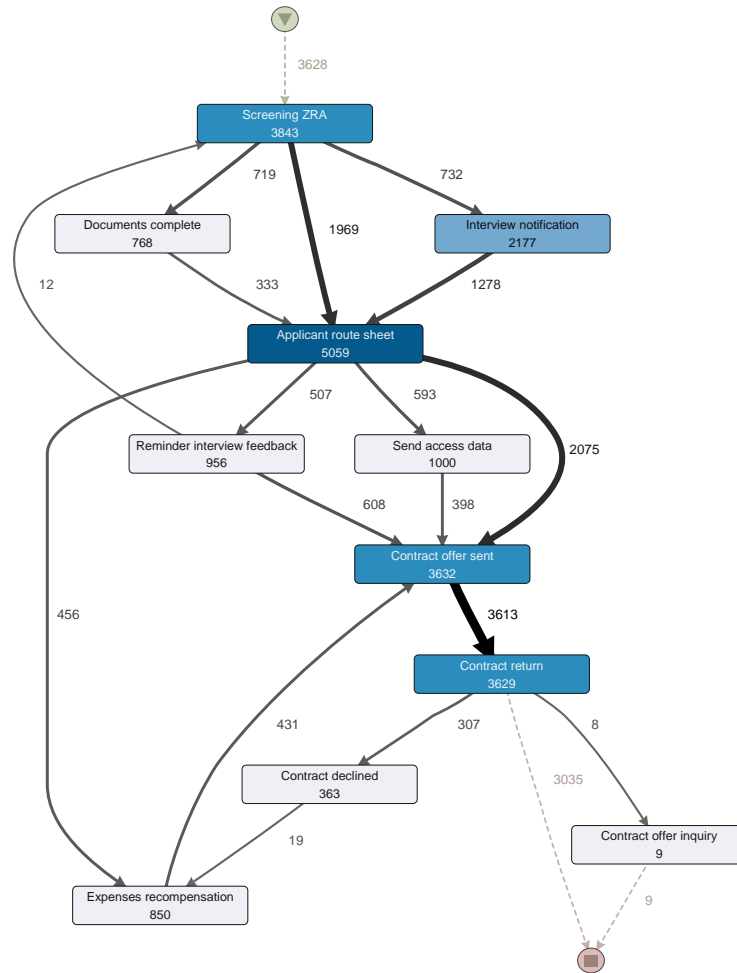 3628
Screening ZRA
3843
719
732
1969
Documents complete
768
Interview notification
2177
12
333
1278
Applicant route sheet
5059
507
593
2075
Reminder interview feedback
956
Send access data
1000
608
398
Contract offer sent
3632
456
3613
Contract return
3629
431
307
8
3035
Contract declined
363
19
Contract offer inquiry
9
Expenses recompensation
850
9